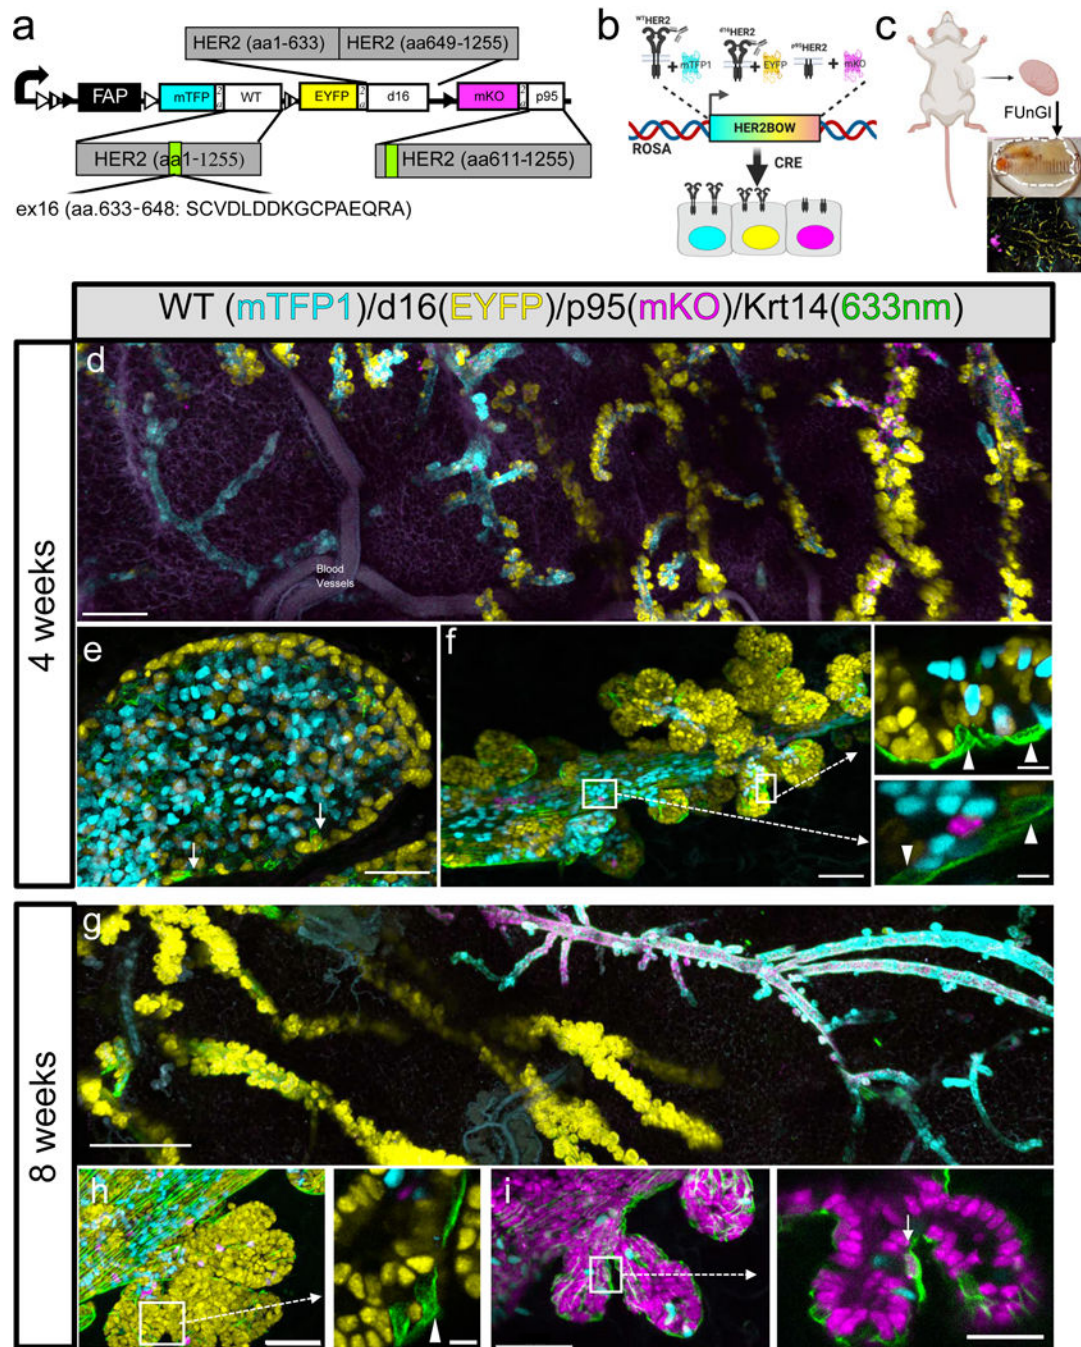 a
HER2 (aa1-633) HER2 (aa649-1255)
FAP mTFP WT EYFP d16 mKO p95
HER2 (aa1-1255) HER2 (aa611-1255)
ex16 (aa.633-648: SCVDLDDKGCPAEQRA)
b
WTHER2 d16HER2 p95HER2
+ mTFP1 + EYFP + mKO
HER2BOW
ROSA
CRE
c
FUnGI
WT (mTFP1)/d16(EYFP)/p95(mKO)/Krt14(633nm)
4 weeks
d
Blood
Vessels
e
f
8 weeks
g
h
i